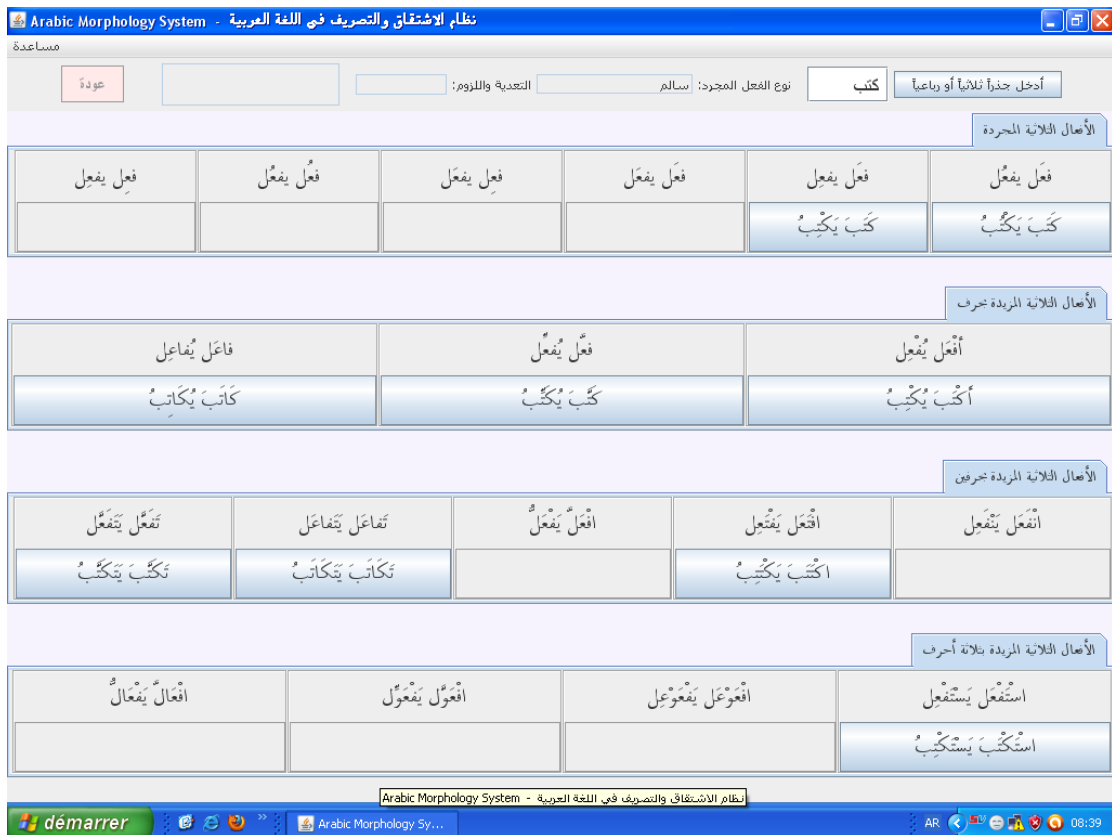 نظام الاشتقاق والتصريف في اللغة العربية - Arabic Morphology System
مساعدة
أدخل جذراً ثلاثياً أو رباعياً كتب نوع الفعل المجرد: سالم التعدية واللزوم: عودة
الأفعال الثلاثية المجردة
فعَل يفعُل فعَل يفعِل فعَل يفعَل فعِل يفعَل فعُل يفعُل فعِل يفعِل
كَتَبَ يَكْتُبُ كَتَبَ يَكْتِبُ
الأفعال الثلاثية المزيدة بحرف
أفْعَل يُفْعِل فعَّل يُفعِّل فاعَل يُفاعِل
أَكْتَبَ يُكْتِبُ كَتَّبَ يُكَتِّبُ كَاتَبَ يُكَاتِبُ
الأفعال الثلاثية المزيدة بحرفين
انْفَعَل يَنْفَعِل افْتَعَل يَفْتَعِل افْعَلَّ يَفْعَلُّ تَفاعَل يَتَفاعَل تَفَعَّل يَتَفَعَّل
اكْتَتَبَ يَكْتَتِبُ تَكَاتَبَ يَتَكَاتَبُ تَكَتَّبَ يَتَكَتَّبُ
الأفعال الثلاثية المزيدة بثلاثة أحرف
استَفْعَل يَسْتَفْعِل افْعَوْعَل يَفْعَوْعِل افْعَوَّل يَفْعَوِّل افْعَالَّ يَفْعَالُّ
استَكْتَبَ يَسْتَكْتِبُ
نظام الاشتقاق والتصريف في اللغة العربية - Arabic Morphology System
démarrer Arabic Morphology Sy... AR 08:39